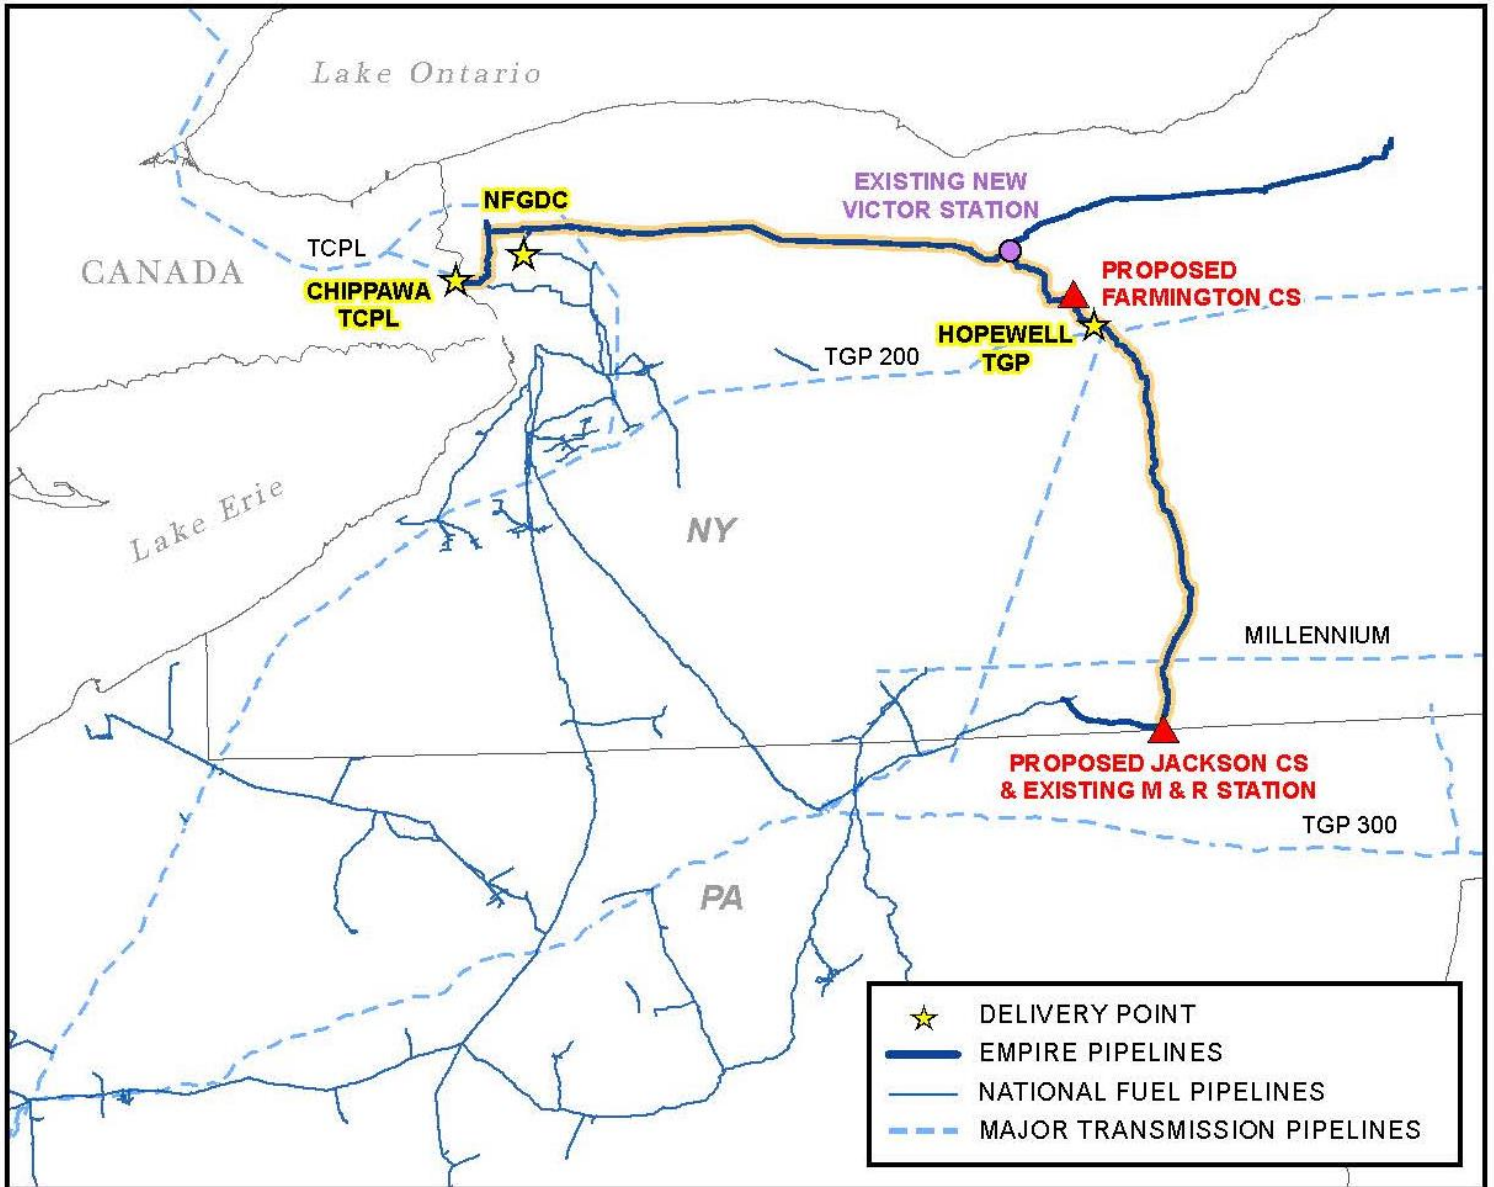 Lake Ontario
EXISTING NEW
VICTOR STATION
NFGDC
TCPL
CANADA
CHIPPAWA
TCPL
PROPOSED
FARMINGTON CS
HOPEWELL
TGP
TGP 200
Lake Erie
NY
MILLENNIUM
PROPOSED JACKSON CS
& EXISTING M & R STATION
TGP 300
PA
DELIVERY POINT
EMPIRE PIPELINES
NATIONAL FUEL PIPELINES
MAJOR TRANSMISSION PIPELINES